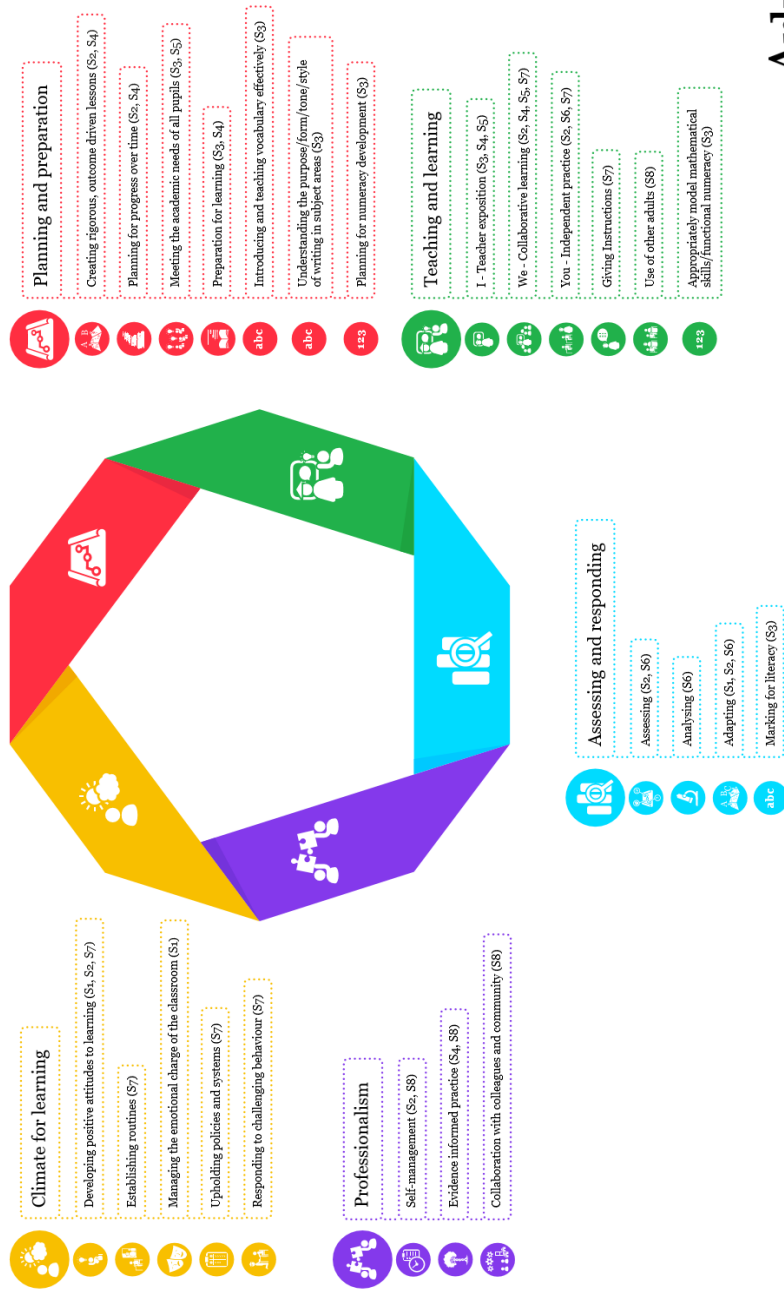 Climate for learning
Developing positive attitudes to learning (S1, S2, S7)
Establishing routines (S7)
Managing the emotional charge of the classroom (S1)
Upholding policies and systems (S7)
Responding to challenging behaviour (S7)
Professionalism
Self-management (S2, S8)
Evidence informed practice (S4, S8)
Collaboration with colleagues and community (S8)
Planning and preparation
A B
Creating rigorous, outcome driven lessons (S2, S4)
Planning for progress over time (S2, S4)
Meeting the academic needs of all pupils (S3, S5)
Preparation for learning (S3, S4)
abc
Introducing and teaching vocabulary effectively (S3)
abc
Understanding the purpose/form/tone/style
of writing in subject areas (S3)
123
Planning for numeracy development (S3)
Teaching and learning
I - Teacher exposition (S3, S4, S5)
We - Collaborative learning (S2, S4, S5, S7)
You - Independent practice (S2, S6, S7)
Giving Instructions (S7)
Use of other adults (S8)
123
Appropriately model mathematical
skills/functional numeracy (S3)
Assessing and responding
Assessing (S2, S6)
Analysing (S6)
Adapting (S1, S2, S6)
abc
Marking for literacy (S3)